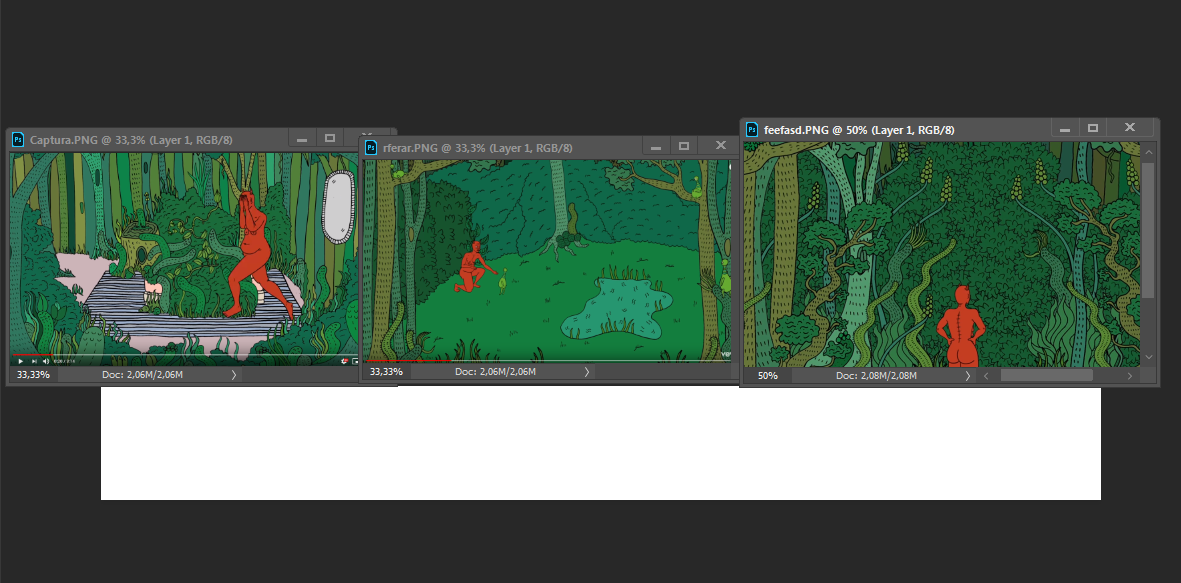 Ps Captura.PNG @ 33,3% (Layer 1, RGB/8)
Ps rferar.PNG @ 33,3% (Layer 1, RGB/8)
Ps feefasd.PNG @ 50% (Layer 1, RGB/8)
33,33% Doc: 2,06M/2,06M
33,33% Doc: 2,06M/2,06M
50% Doc: 2,08M/2,08M